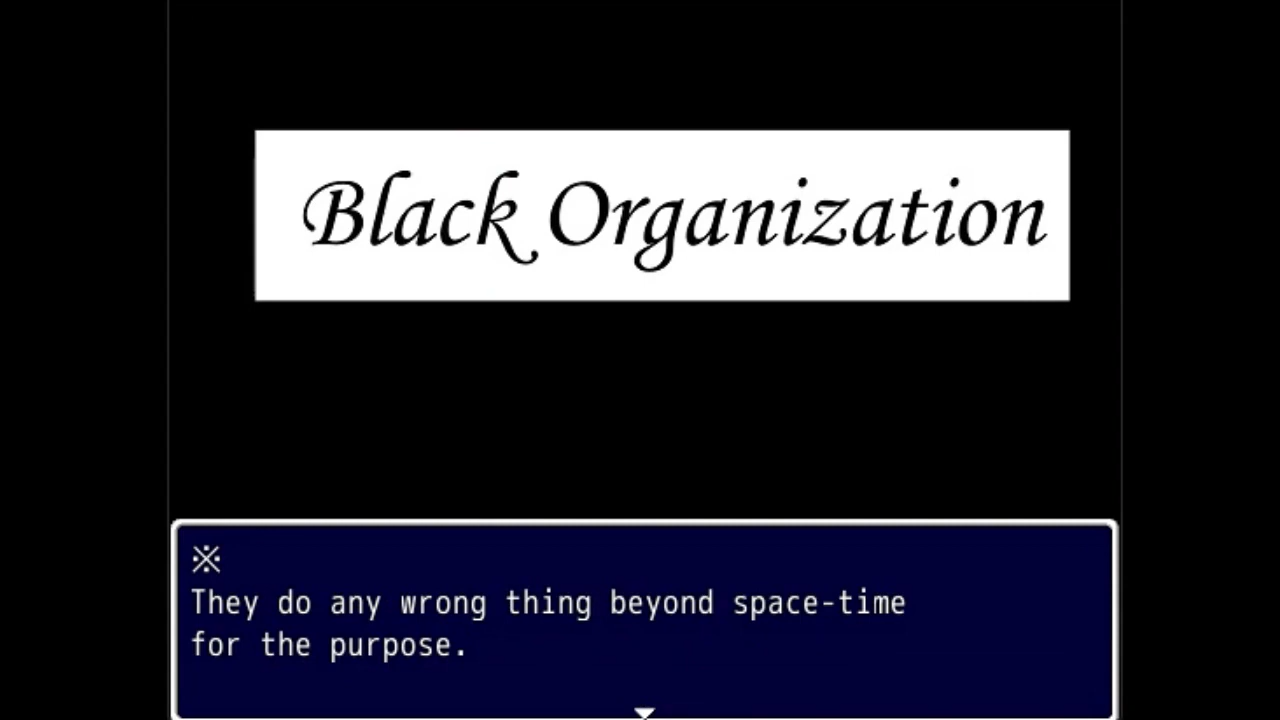 Black Organization
※
They do any wrong thing beyond space-time
for the purpose.